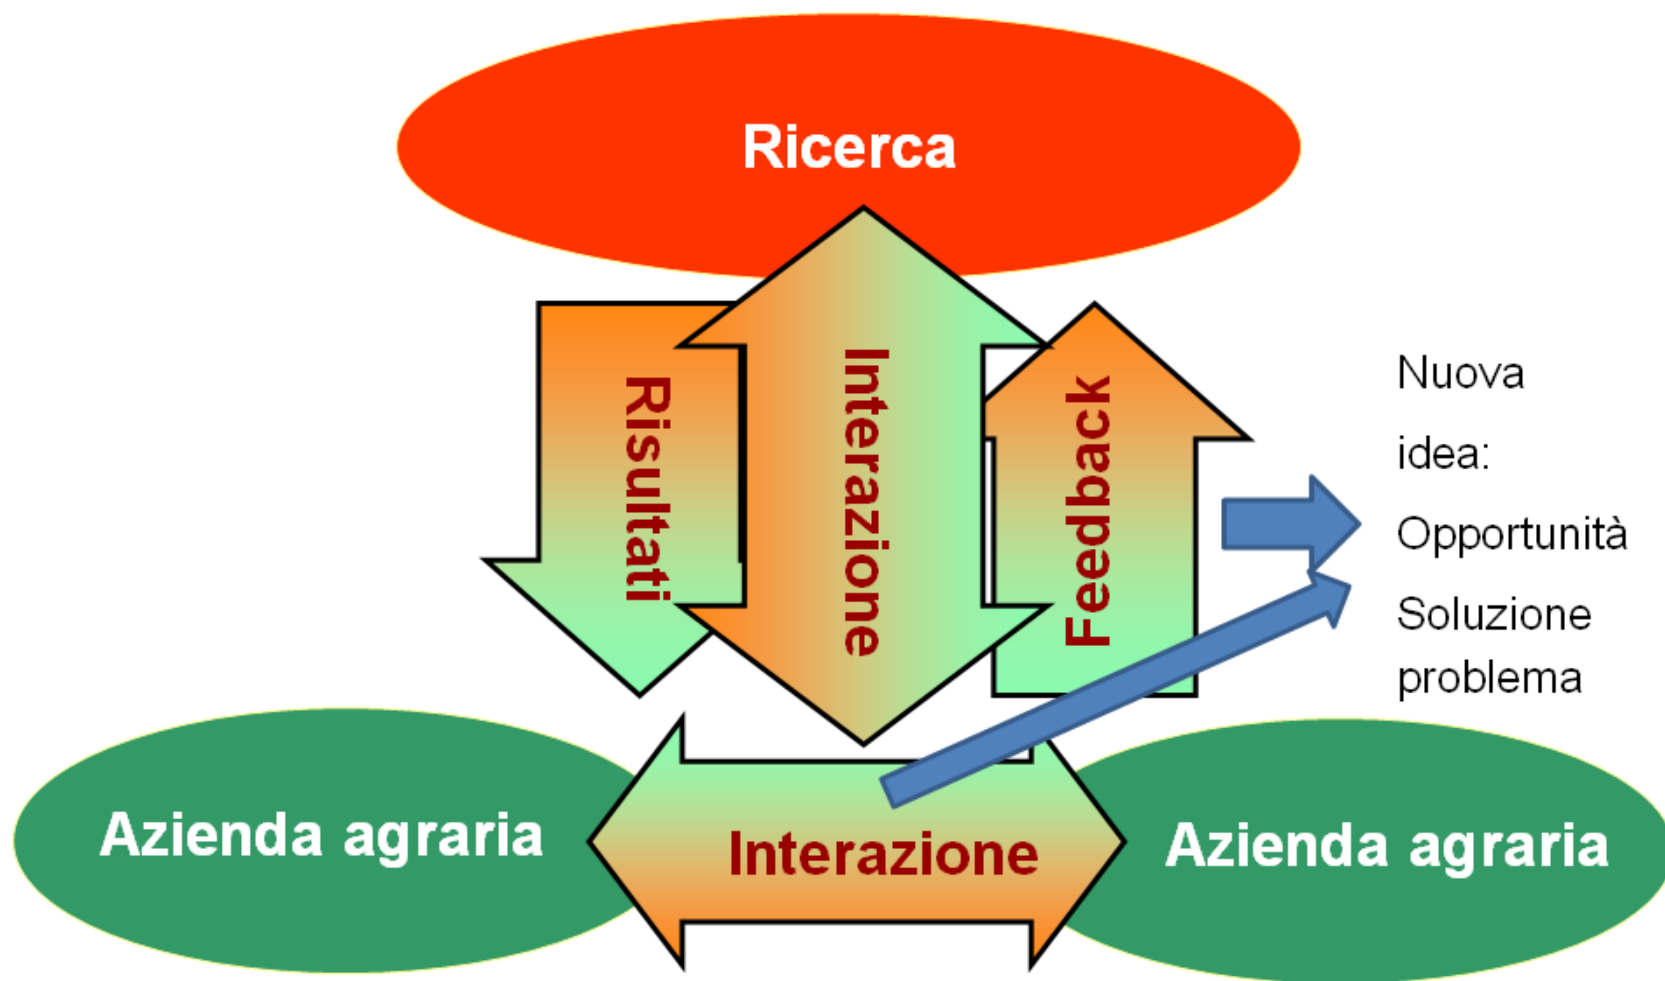 Ricerca
Risultati
Interazione
Feedback
Nuova
idea:
Opportunità
Soluzione
problema
Azienda agraria
Interazione
Azienda agraria